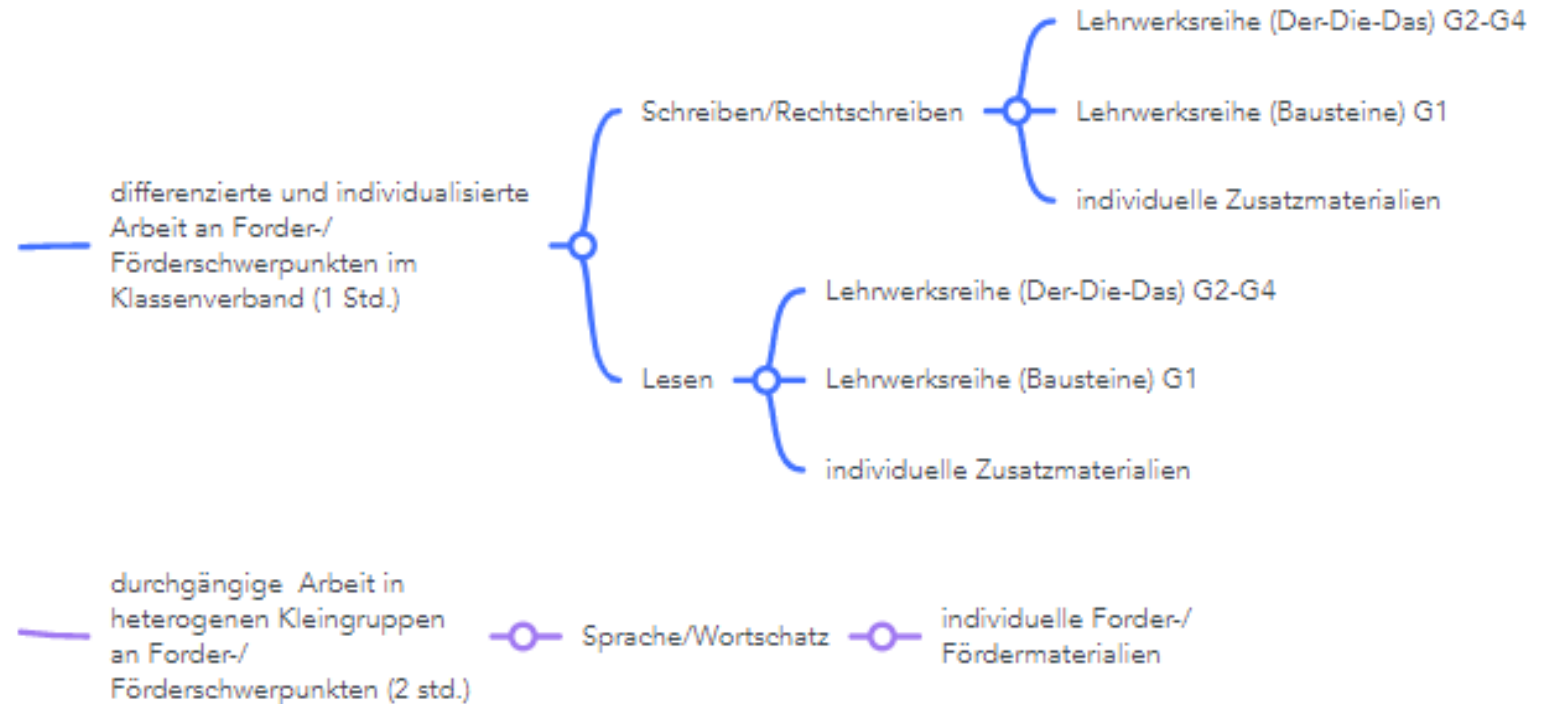 differenzierte und individualisierte
Arbeit an Forder-/
Förderschwerpunkten im
Klassenverband (1 Std.)
Schreiben/Rechtschreiben
Lehrwerksreihe (Der-Die-Das) G2-G4
Lehrwerksreihe (Bausteine) G1
individuelle Zusatzmaterialien
Lesen
Lehrwerksreihe (Der-Die-Das) G2-G4
Lehrwerksreihe (Bausteine) G1
individuelle Zusatzmaterialien
durchgängige  Arbeit in
heterogenen Kleingruppen
an Forder-/
Förderschwerpunkten (2 std.)
Sprache/Wortschatz
individuelle Forder-/
Fördermaterialien